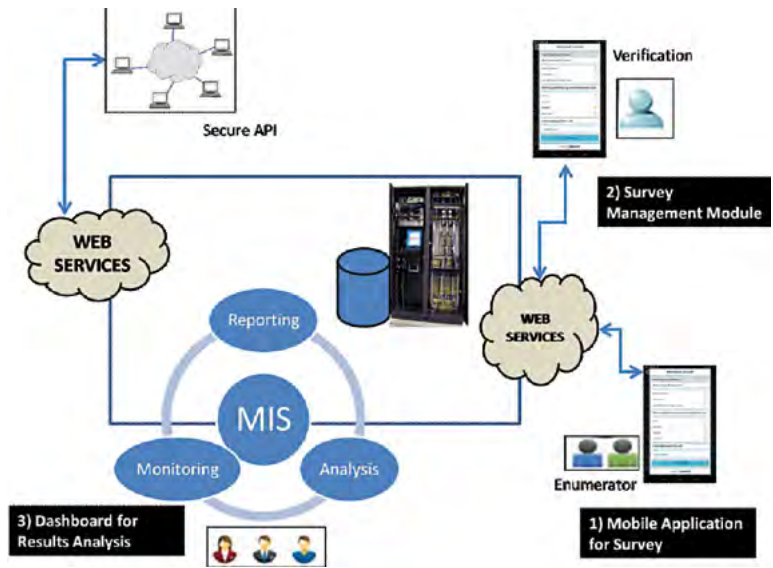 Verification
Secure API
2) Survey
Management Module
WEB
SERVICES
WEB
SERVICES
Reporting
MIS
Monitoring
Analysis
Enumerator
3) Dashboard for
Results Analysis
1) Mobile Application
for Survey